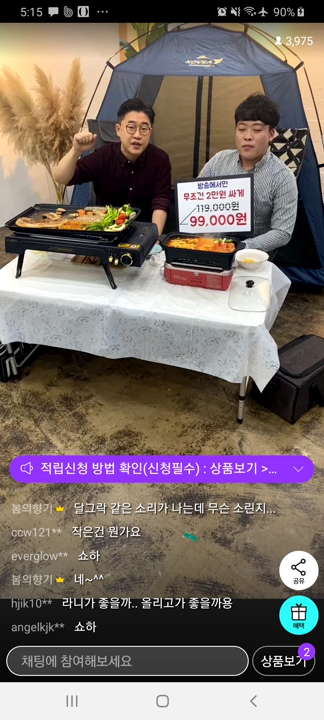 5:15
90%
3,975
KOVEA
방송에서만
무조건 2만원 싸게
119,000원
99,000원
적립신청 방법 확인(신청필수) : 상품보기 >...
봄의향기 달그락 같은 소리가 나는데 무슨 소린지...
ccw121** 작은건 뭔가요
everglow** 쇼하
봄의향기 네~^^
hjik10** 라니가 좋을까.. 올리고가 좋을까용
angelkjk** 쇼하
공유
혜택
채팅에 참여해보세요
상품보기
2